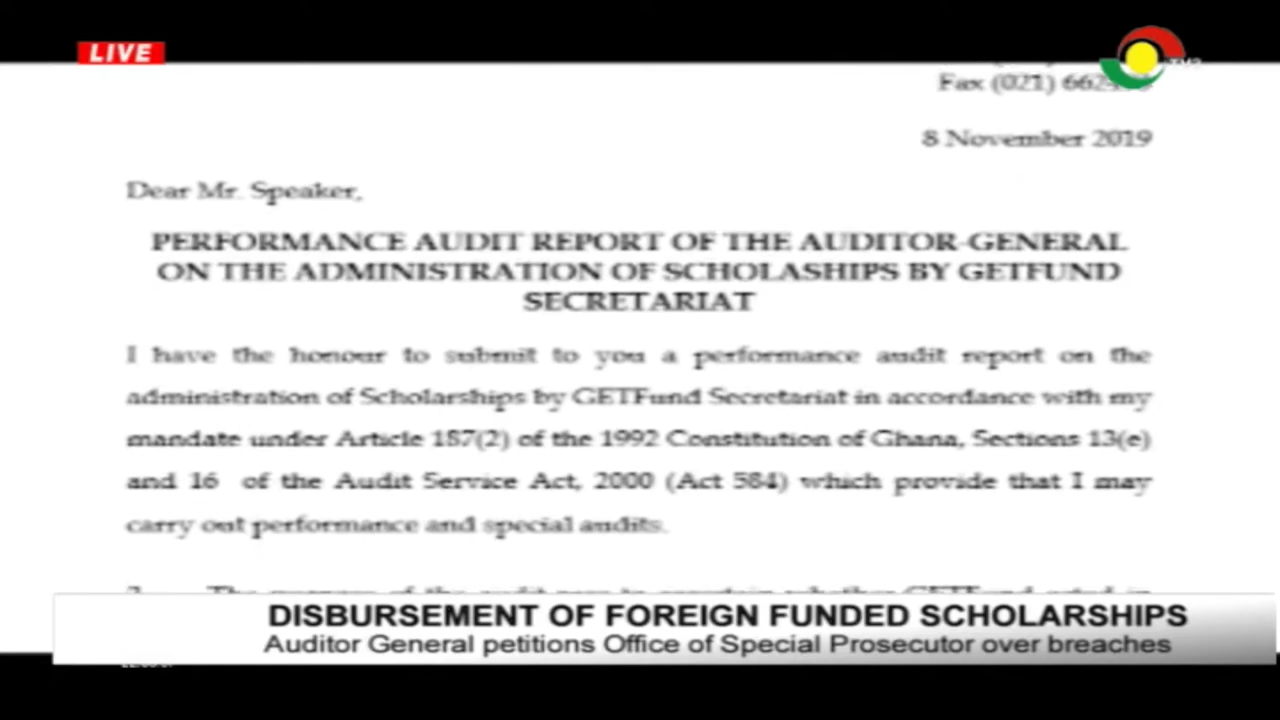 LIVE
TV3
Fax (021) 662
8 November 2019
Dear Mr. Speaker,
PERFORMANCE AUDIT REPORT OF THE AUDITOR-GENERAL
ON THE ADMINISTRATION OF SCHOLASHIPS BY GETFUND
SECRETARIAT
I have the honour to submit to you a performance audit report on the
administration of Scholarships by GETFund Secretariat in accordance with my
mandate under Article 187(2) of the 1992 Constitution of Ghana, Sections 13(e)
and 16 of the Audit Service Act, 2000 (Act 584) which provide that I may
carry out performance and special audits.
DISBURSEMENT OF FOREIGN FUNDED SCHOLARSHIPS
Auditor General petitions Office of Special Prosecutor over breaches